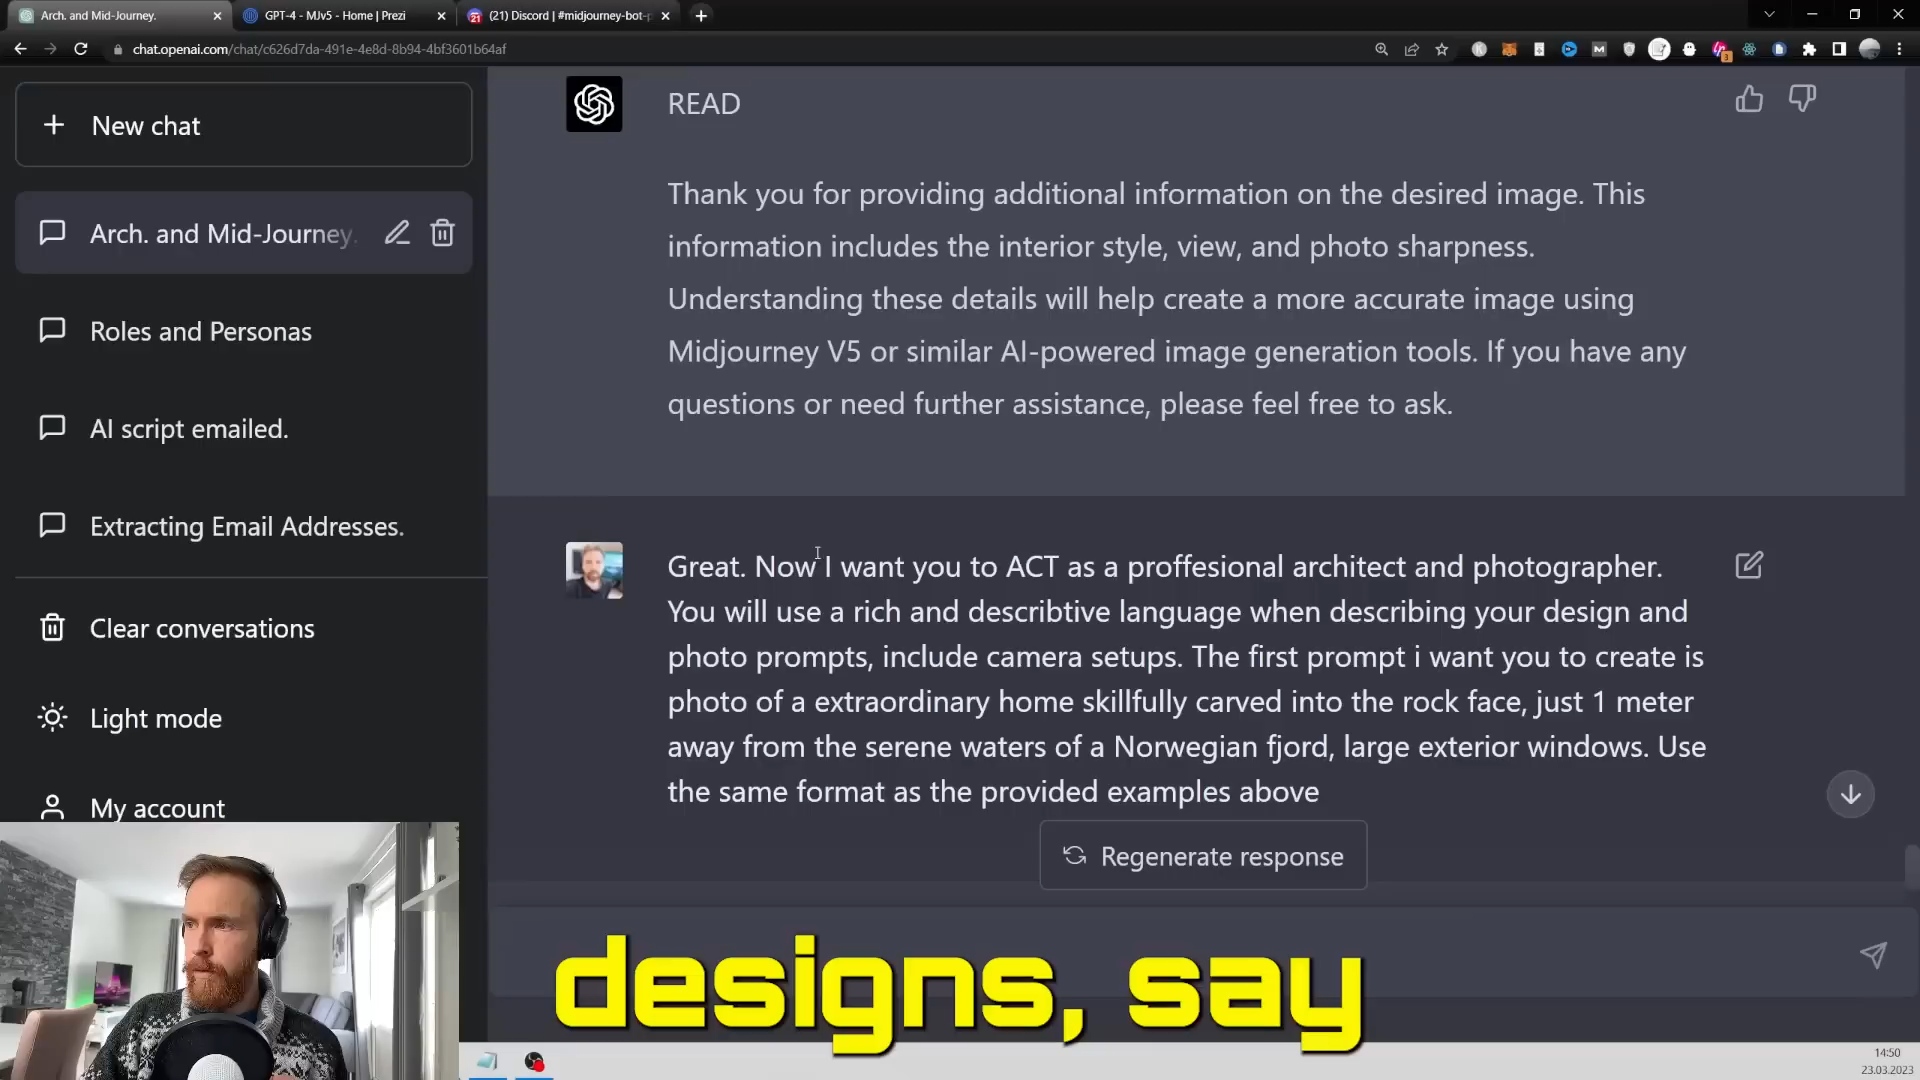 Arch. and Mid-Journey.
GPT-4 - MJv5 - Home | Prezi
(21) Discord | #midjourney-bot-p
chat.openai.com/chat/c626d7da-491e-4e8d-8b94-4bf3601b64af
New chat
Arch. and Mid-Journey.
Roles and Personas
AI script emailed.
Extracting Email Addresses.
Clear conversations
Light mode
My account
READ
Thank you for providing additional information on the desired image. This
information includes the interior style, view, and photo sharpness.
Understanding these details will help create a more accurate image using
Midjourney V5 or similar AI-powered image generation tools. If you have any
questions or need further assistance, please feel free to ask.
Great. Now I want you to ACT as a proffesional architect and photographer.
You will use a rich and describtive language when describing your design and
photo prompts, include camera setups. The first prompt i want you to create is
photo of a extraordinary home skillfully carved into the rock face, just 1 meter
away from the serene waters of a Norwegian fjord, large exterior windows. Use
the same format as the provided examples above
Regenerate response
designs, say
14:50
23.03.2023